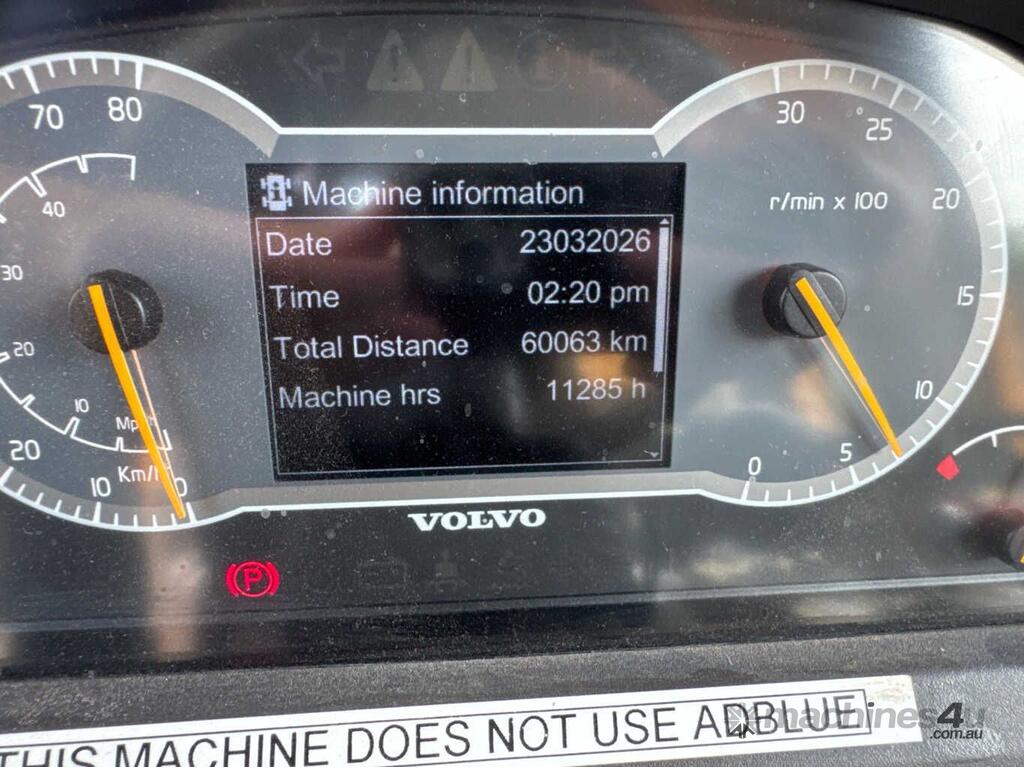 70 80
40
30
20
10
Mph
20
10 Km/h 0
Machine information
Date 23032026
Time 02:20 pm
Total Distance 60063 km
Machine hrs 11285 h
30 25
r/min x 100 20
15
10
5
0
VOLVO
P
THIS MACHINE DOES NOT USE ADBLUE!
machines4u
.com.au